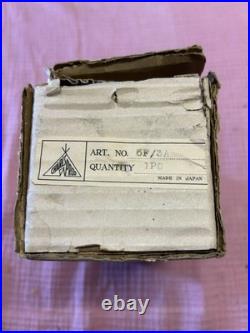 ART. NO. 6F/3A
QUANTITY 1PC
MADE IN JAPAN